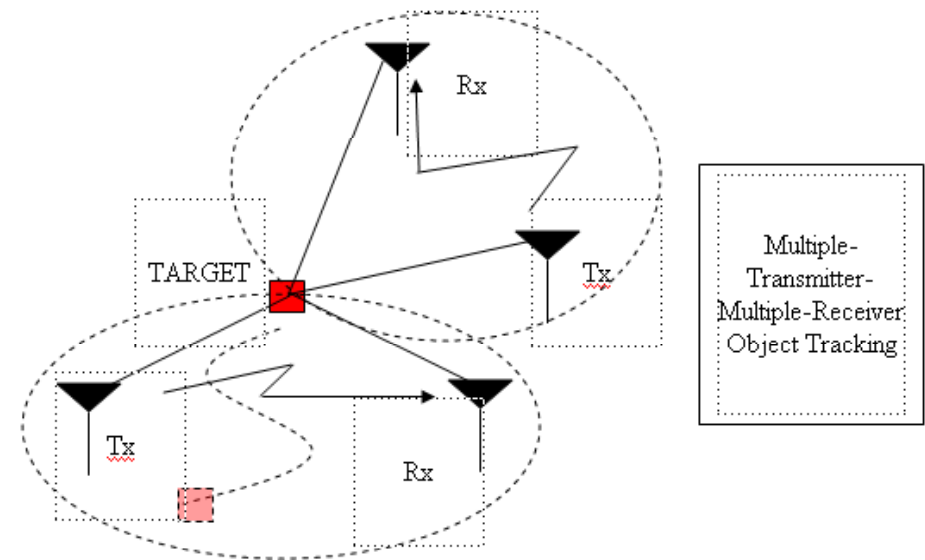 Rx
TARGET
Tx
Tx
Rx
Multiple-
Transmitter-
Multiple-Receiver
Object Tracking